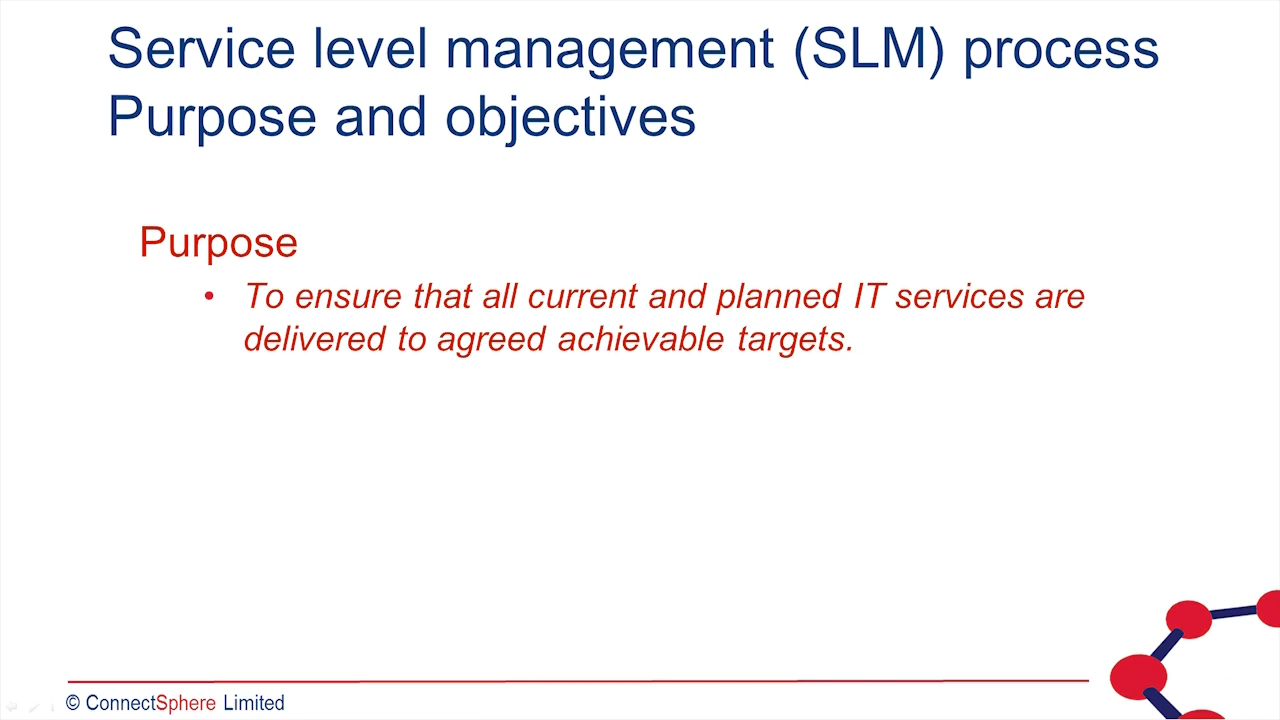 Service level management (SLM) process
Purpose and objectives
Purpose
• To ensure that all current and planned IT services are
delivered to agreed achievable targets.
© ConnectSphere Limited